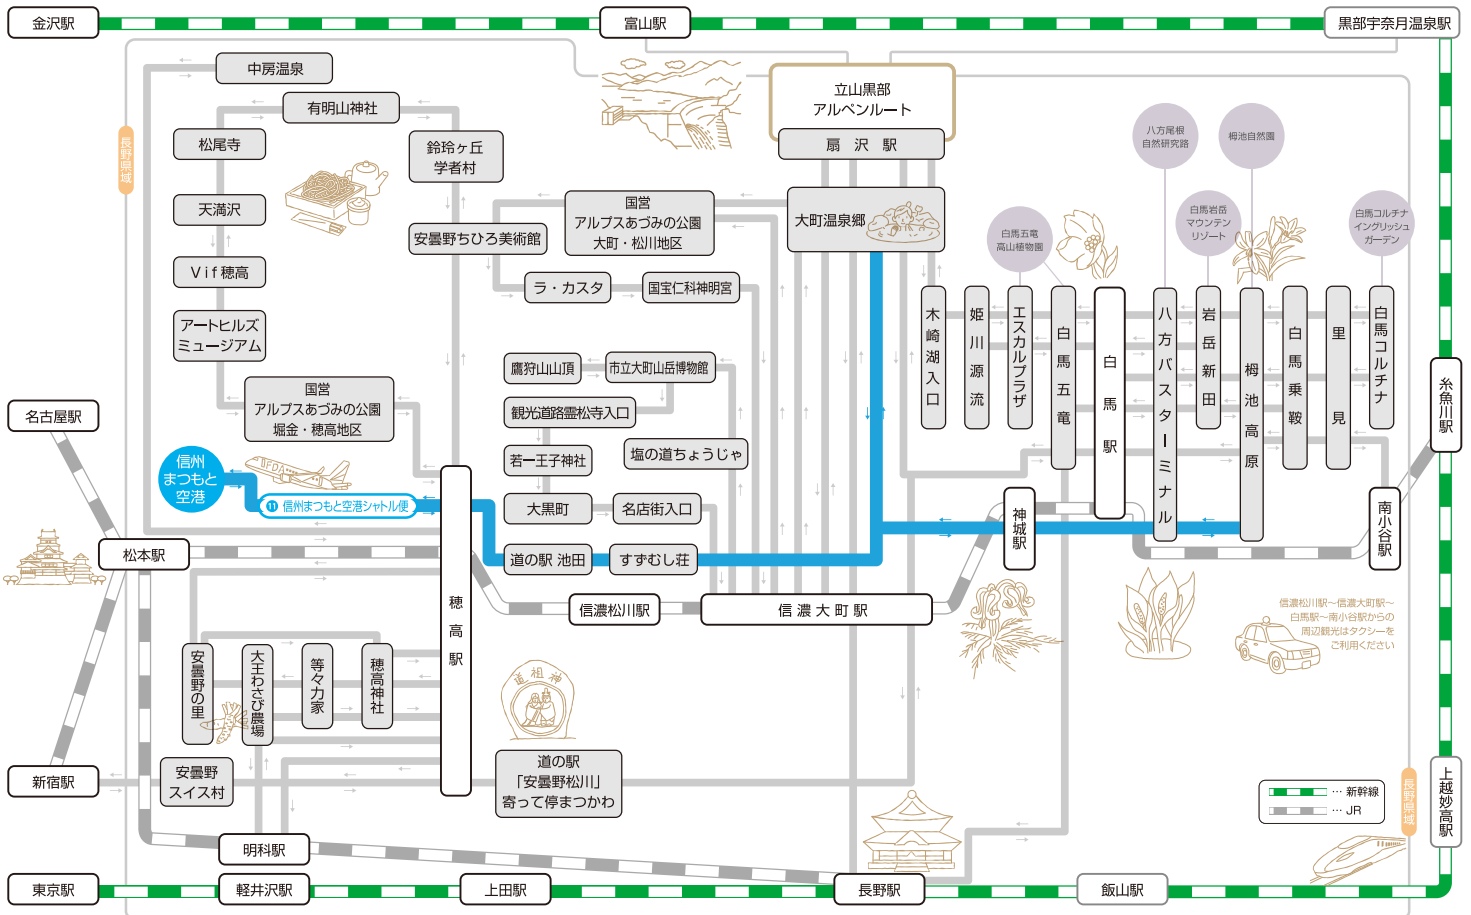 金沢駅
富山駅
黒部宇奈月温泉駅
中房温泉
立山黒部
アルペンルート
有明山神社
松尾寺
鈴玲ヶ丘
学者村
扇沢駅
八方尾根
自然研究路
栂池自然園
長野県域
天満沢
安曇野ちひろ美術館
国営
アルプスあづみの公園
大町・松川地区
大町温泉郷
白馬五竜
高山植物園
白馬岩岳
マウンテン
リゾート
白馬コルチナ
イングリッシュ
ガーデン
Vif穂高
ラ・カスタ
国宝仁科神明宮
アートヒルズ
ミュージアム
木崎湖入口
姫川源流
エスカルプラザ
白馬五竜
白馬駅
八方バスターミナル
岩岳新田
栂池高原
白馬乗鞍
里見
白馬コルチナ
鷹狩山山頂
市立大町山岳博物館
国営
アルプスあづみの公園
堀金・穂高地区
観光道路霊松寺入口
名古屋駅
糸魚川駅
若一王子神社
塩の道ちょうじゃ
信州
まつもと
空港
FDA
⑪ 信州まつもと空港シャトル便
大黒町
名店街入口
神城駅
南小谷駅
松本駅
道の駅 池田
すずむし荘
穂高駅
信濃松川駅
信濃大町駅
信濃松川駅〜信濃大町駅〜
白馬駅〜南小谷駅からの
周辺観光はタクシーを
ご利用ください
安曇野の里
大王わさび農場
等々力家
穂高神社
道祖神
新宿駅
安曇野
スイス村
道の駅
「安曇野松川」
寄って停まつかわ
上越妙高駅
長野県域
… 新幹線
… JR
明科駅
東京駅
軽井沢駅
上田駅
長野駅
飯山駅